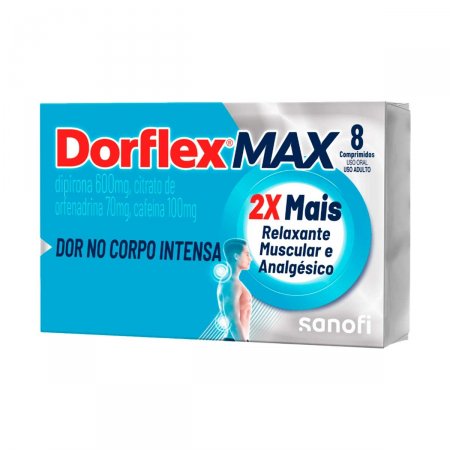 Dorflex® MAX
8
Comprimidos
USO ORAL
USO ADULTO
dipirona 600mg, citrato de
orfenadrina 70mg, cafeína 100mg
2X Mais
Relaxante
Muscular e
Analgésico
DOR NO CORPO INTENSA
sanofi